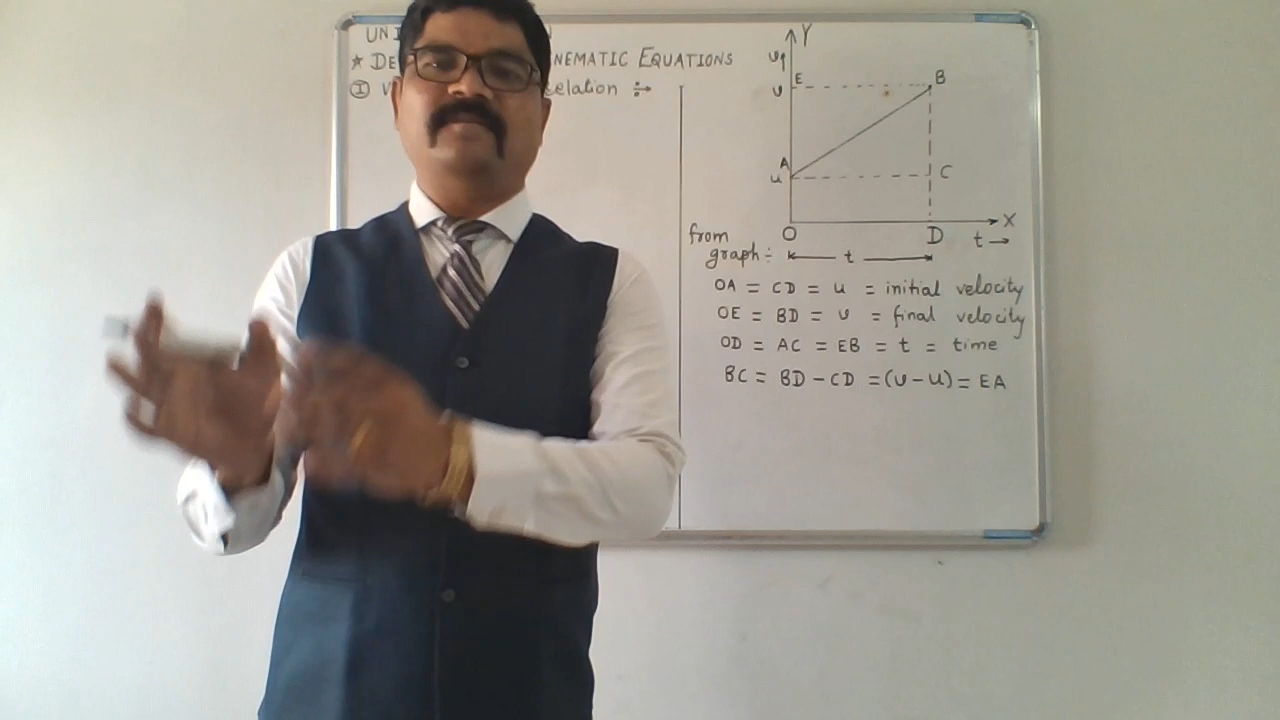 UNI
★ DE NEMATIC EQUATIONS
I V relation ÷→
Y
v↑
E B
v
A
u C
O D X
t →
from
graph :- t
OA = CD = u = initial velocity
OE = BD = v = final velocity
OD = AC = EB = t = time
BC = BD - CD = (v - u) = EA